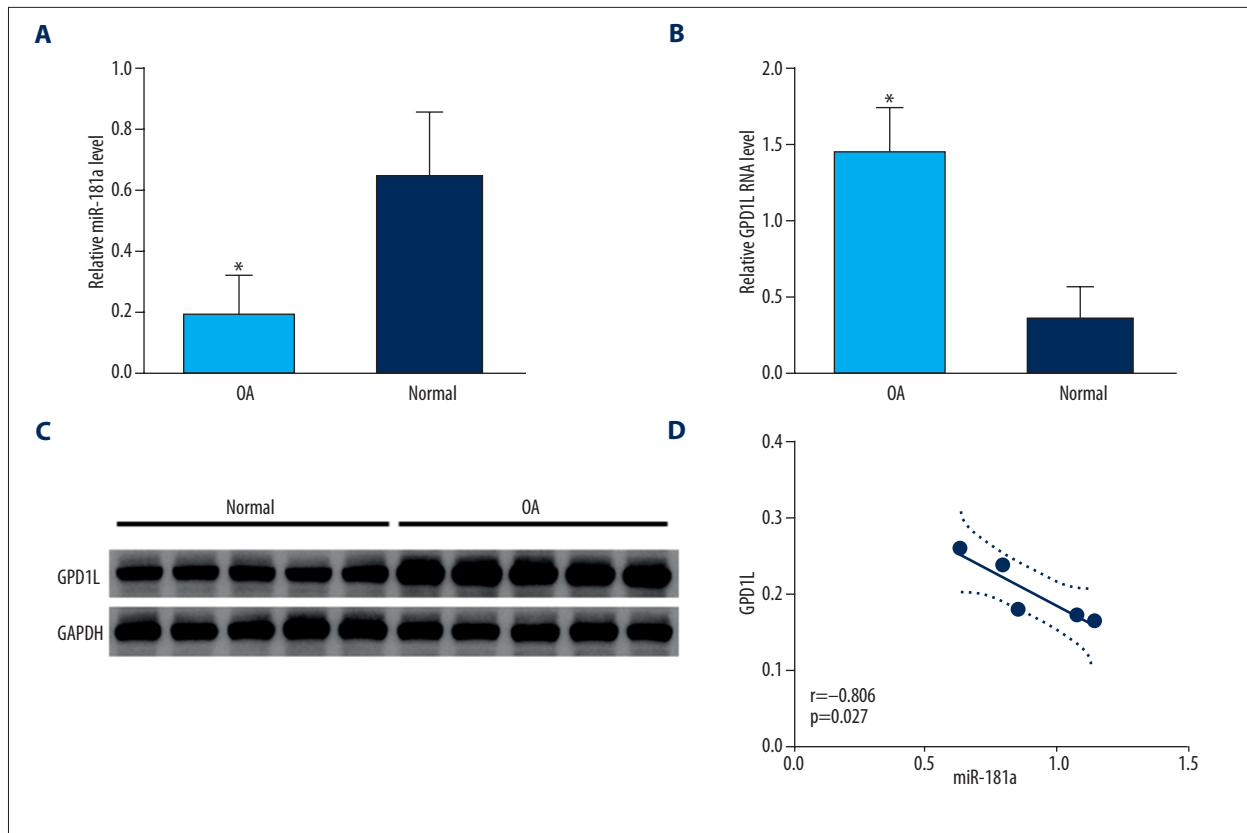 A
Relative miR-181a level
1.0
0.8
0.6
0.4
0.2
0.0
*
OA
Normal
B
Relative GPD1L RNA level
2.0
1.5
1.0
0.5
0.0
*
OA
Normal
C
Normal
OA
GPD1L
GAPDH
D
GPD1L
0.4
0.3
0.2
0.1
0.0
r=–0.806
p=0.027
0.0
0.5
1.0
1.5
miR-181a